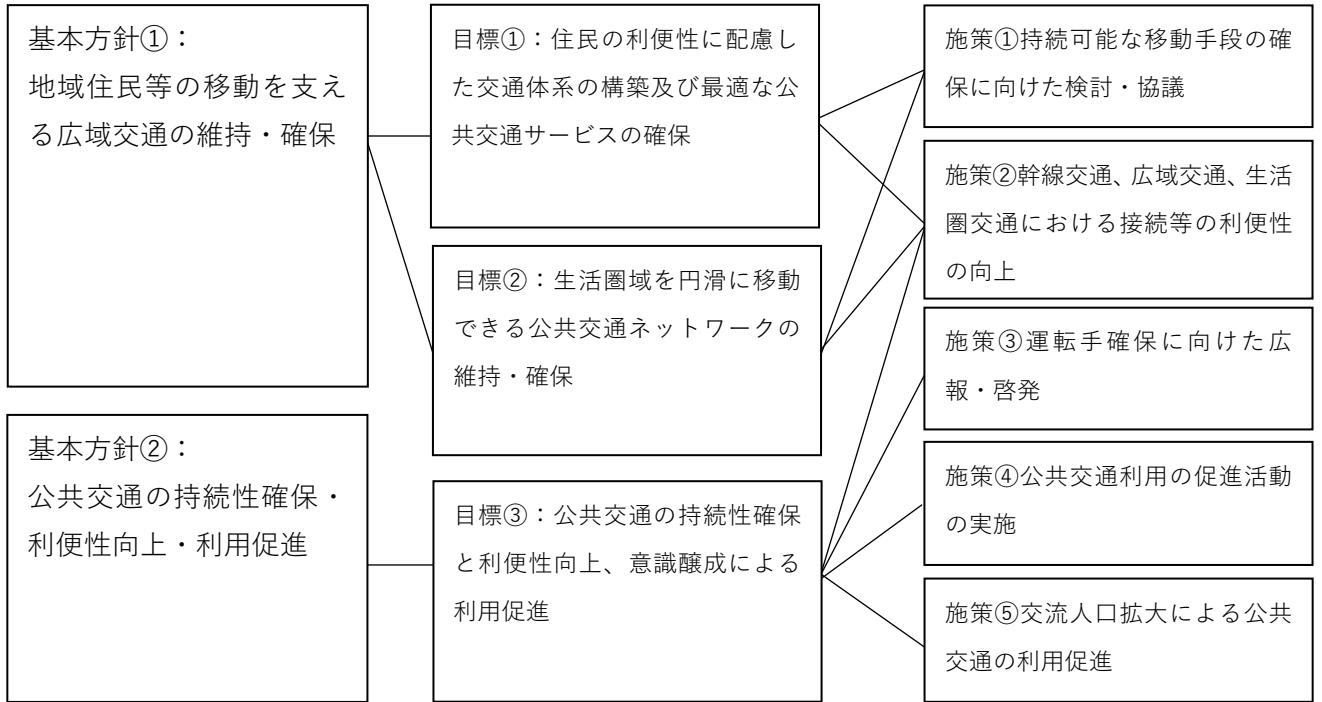 基本方針①：
地域住民等の移動を支え
る広域交通の維持・確保
基本方針②：
公共交通の持続性確保・
利便性向上・利用促進
目標①：住民の利便性に配慮し
た交通体系の構築及び最適な公
共交通サービスの確保
目標②：生活圏域を円滑に移動
できる公共交通ネットワークの
維持・確保
目標③：公共交通の持続性確保
と利便性向上、意識醸成による
利用促進
施策①持続可能な移動手段の確
保に向けた検討・協議
施策②幹線交通、広域交通、生活
圏交通における接続等の利便性
の向上
施策③運転手確保に向けた広
報・啓発
施策④公共交通利用の促進活動
の実施
施策⑤交流人口拡大による公共
交通の利用促進